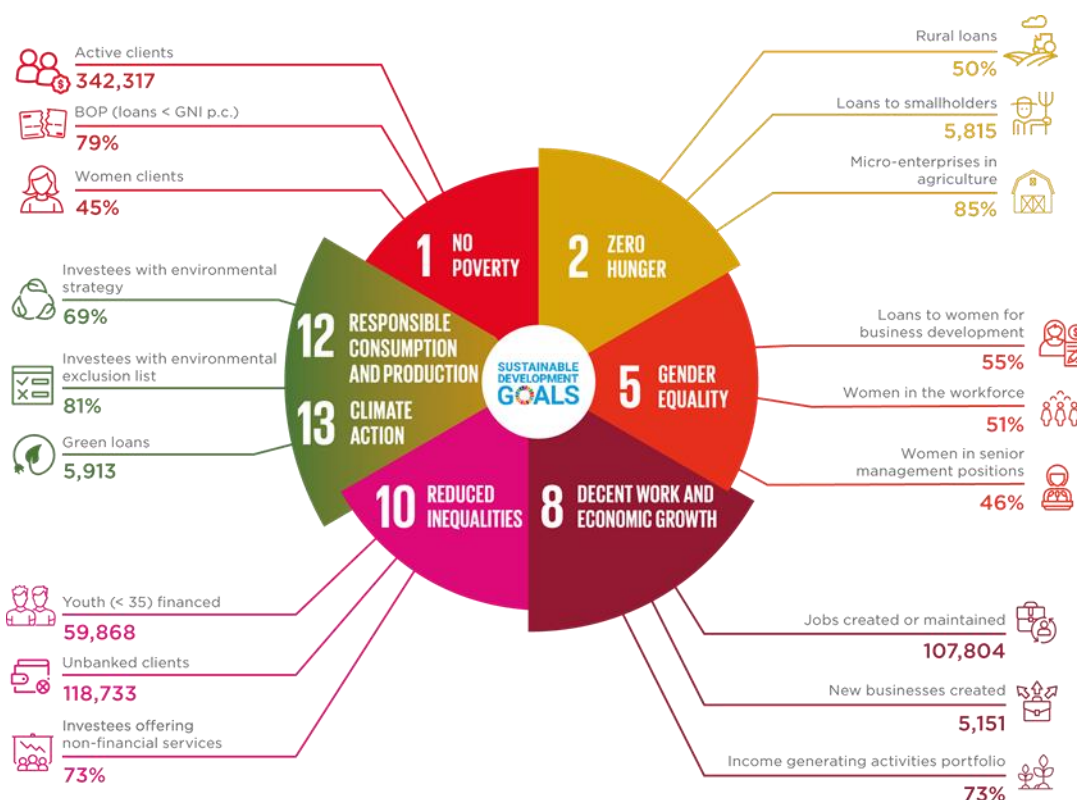 Active clients
342,317
BOP (loans < GNI p.c.)
79%
Women clients
45%
Rural loans
50%
Loans to smallholders
5,815
Micro-enterprises in
agriculture
85%
1 NO
POVERTY
2 ZERO
HUNGER
Investees with environmental
strategy
69%
Investees with environmental
exclusion list
81%
Green loans
5,913
12 RESPONSIBLE
CONSUMPTION
AND PRODUCTION
13 CLIMATE
ACTION
SUSTAINABLE
DEVELOPMENT
GOALS
5 GENDER
EQUALITY
Loans to women for
business development
55%
Women in the workforce
51%
Women in senior
management positions
46%
10 REDUCED
INEQUALITIES
8 DECENT WORK AND
ECONOMIC GROWTH
Youth (< 35) financed
59,868
Unbanked clients
118,733
Investees offering
non-financial services
73%
Jobs created or maintained
107,804
New businesses created
5,151
Income generating activities portfolio
73%